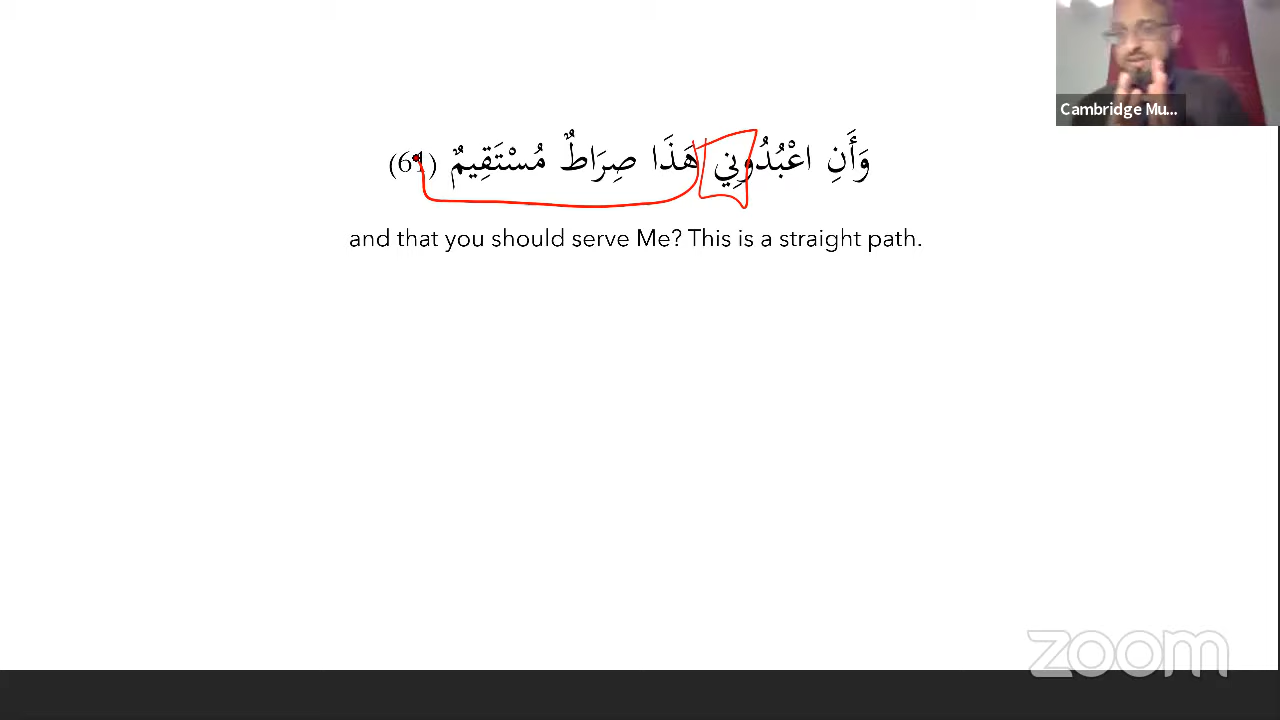 Cambridge Mu...
وَأَنِ اعْبُدُونِي هَذَا صِرَاطٌ مُسْتَقِيمٌ (61)
and that you should serve Me? This is a straight path.
zoom